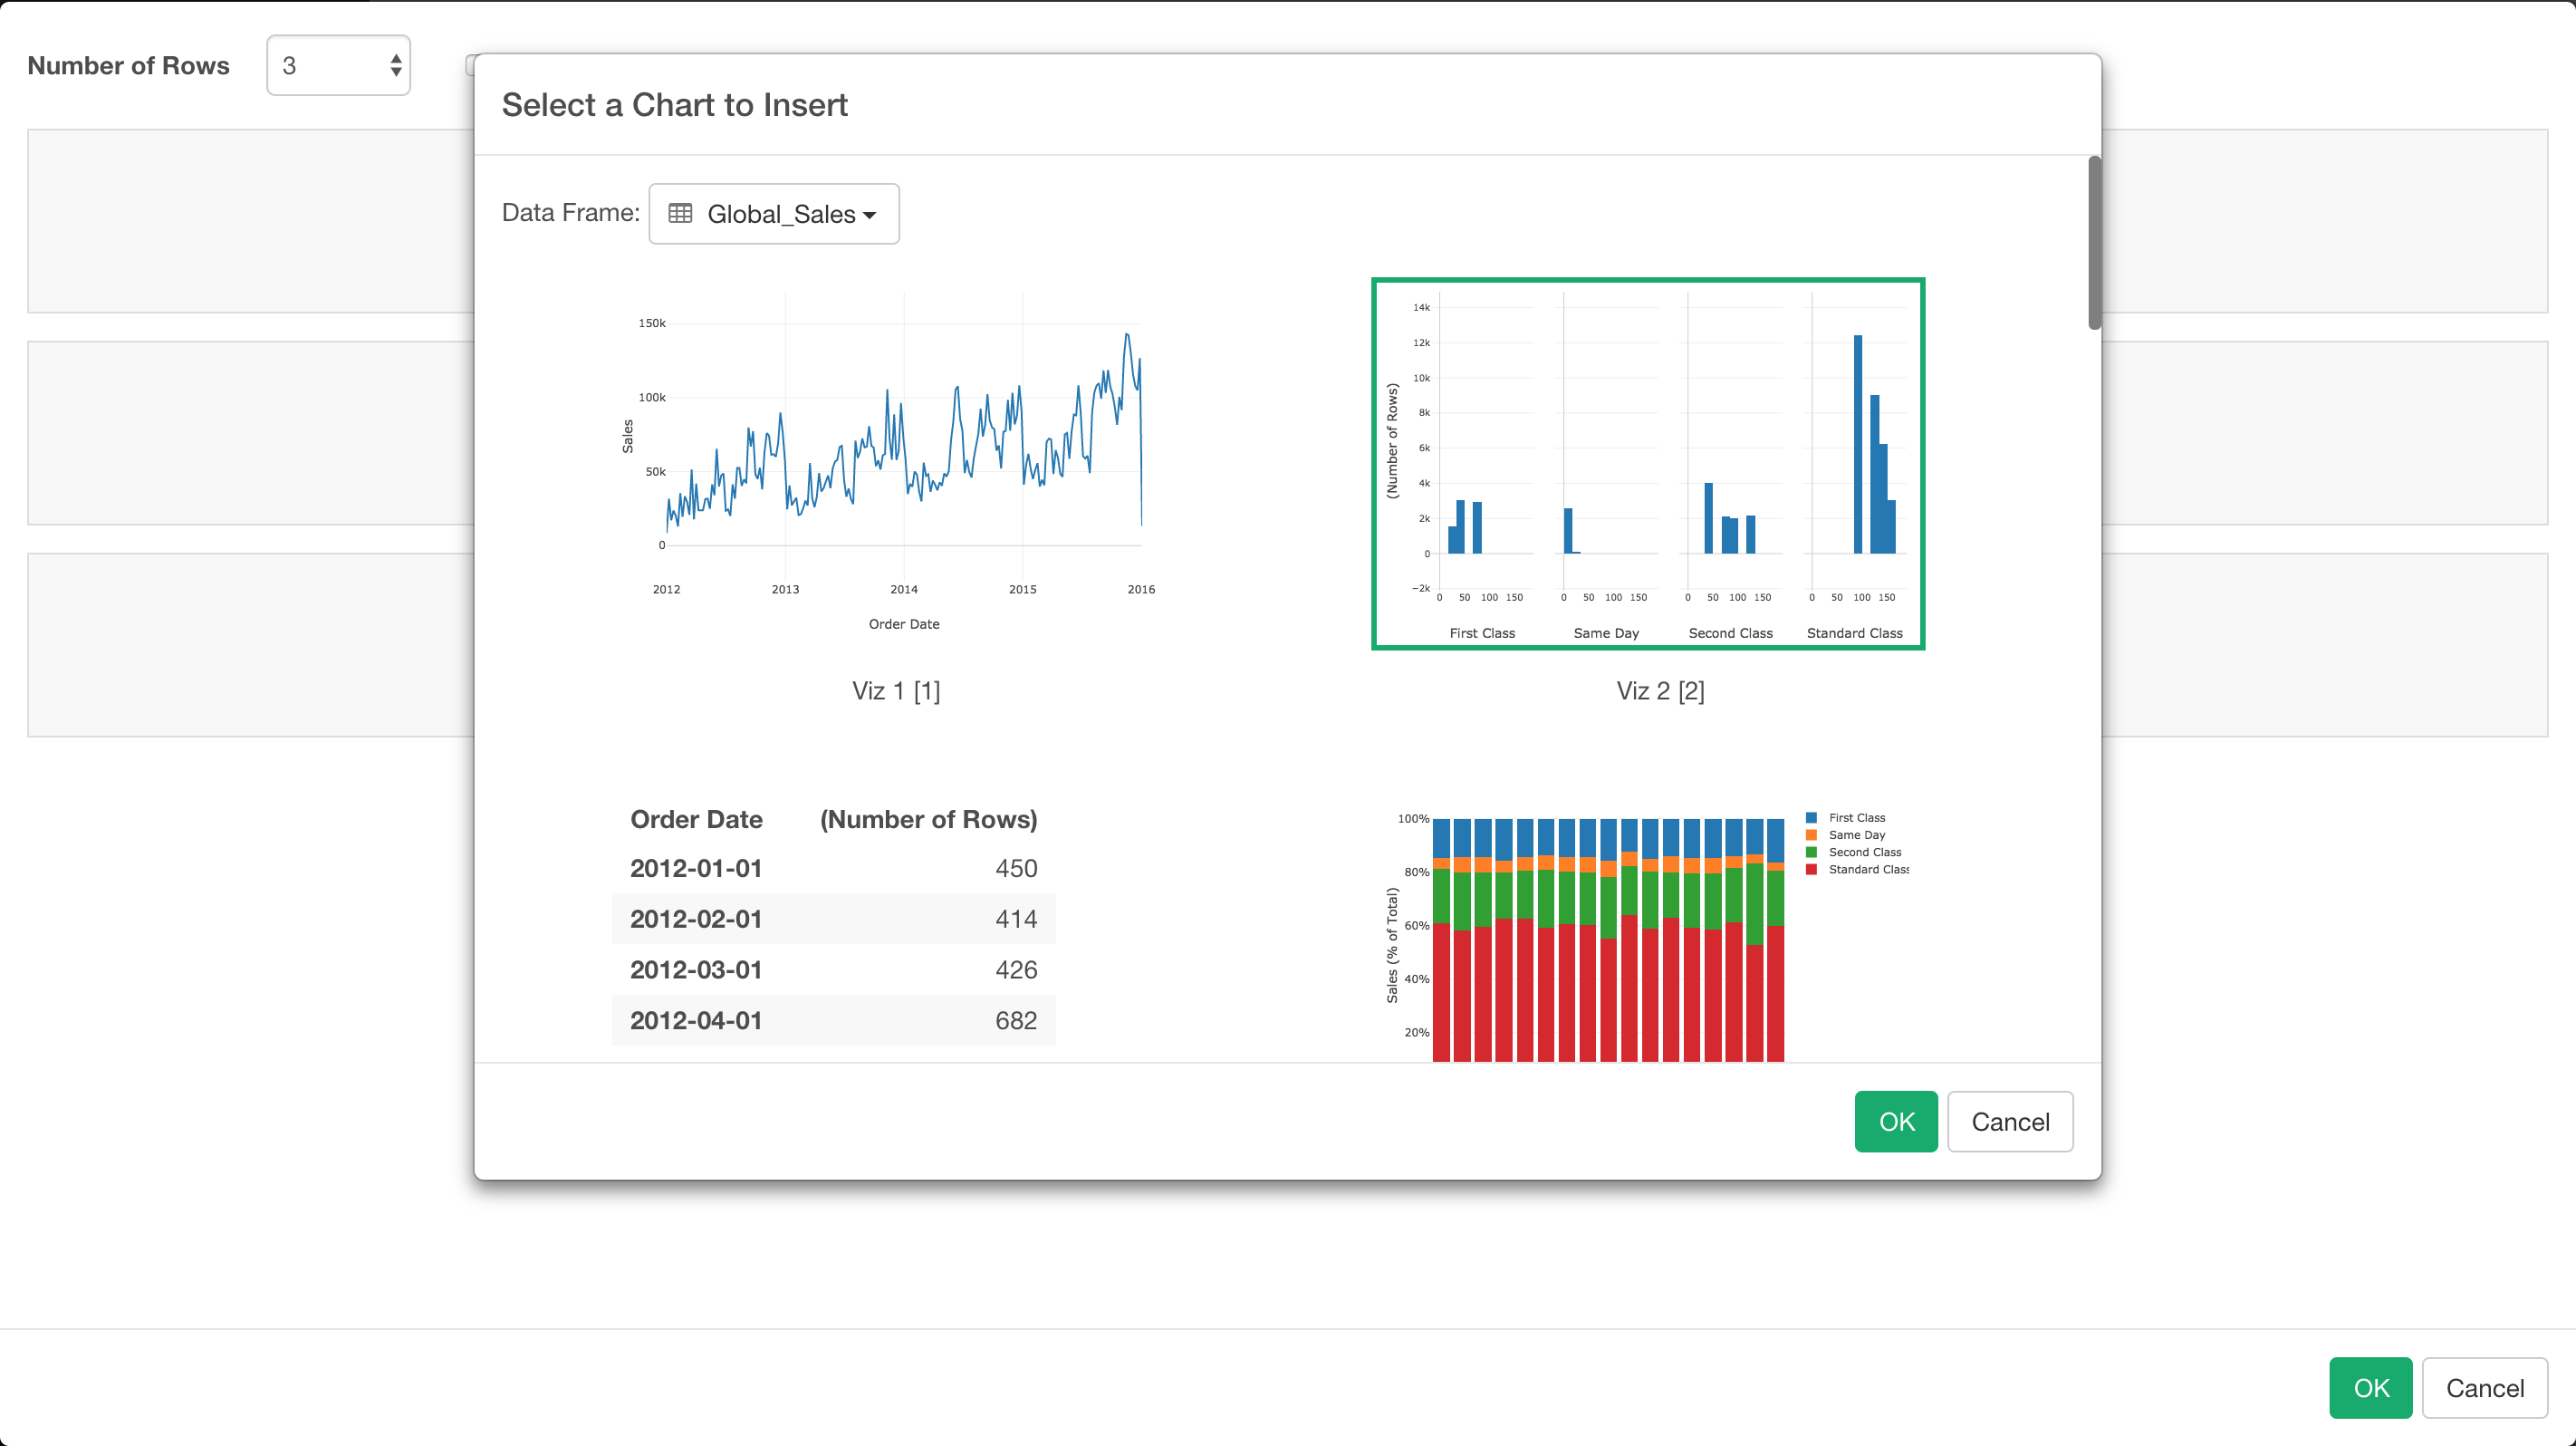 Number of Rows 3
Select a Chart to Insert
Data Frame: Global_Sales
150k
100k
50k
0
Sales
2012 2013 2014 2015 2016
Order Date
Viz 1 [1]
14k
12k
10k
8k
6k
4k
2k
0
−2k
(Number of Rows)
0 50 100 150 0 50 100 150 0 50 100 150 0 50 100 150
First Class Same Day Second Class Standard Class
Viz 2 [2]
Order Date (Number of Rows)
2012-01-01 450
2012-02-01 414
2012-03-01 426
2012-04-01 682
100%
80%
60%
40%
20%
Sales (% of Total)
First Class
Same Day
Second Class
Standard Class
OK Cancel
OK Cancel